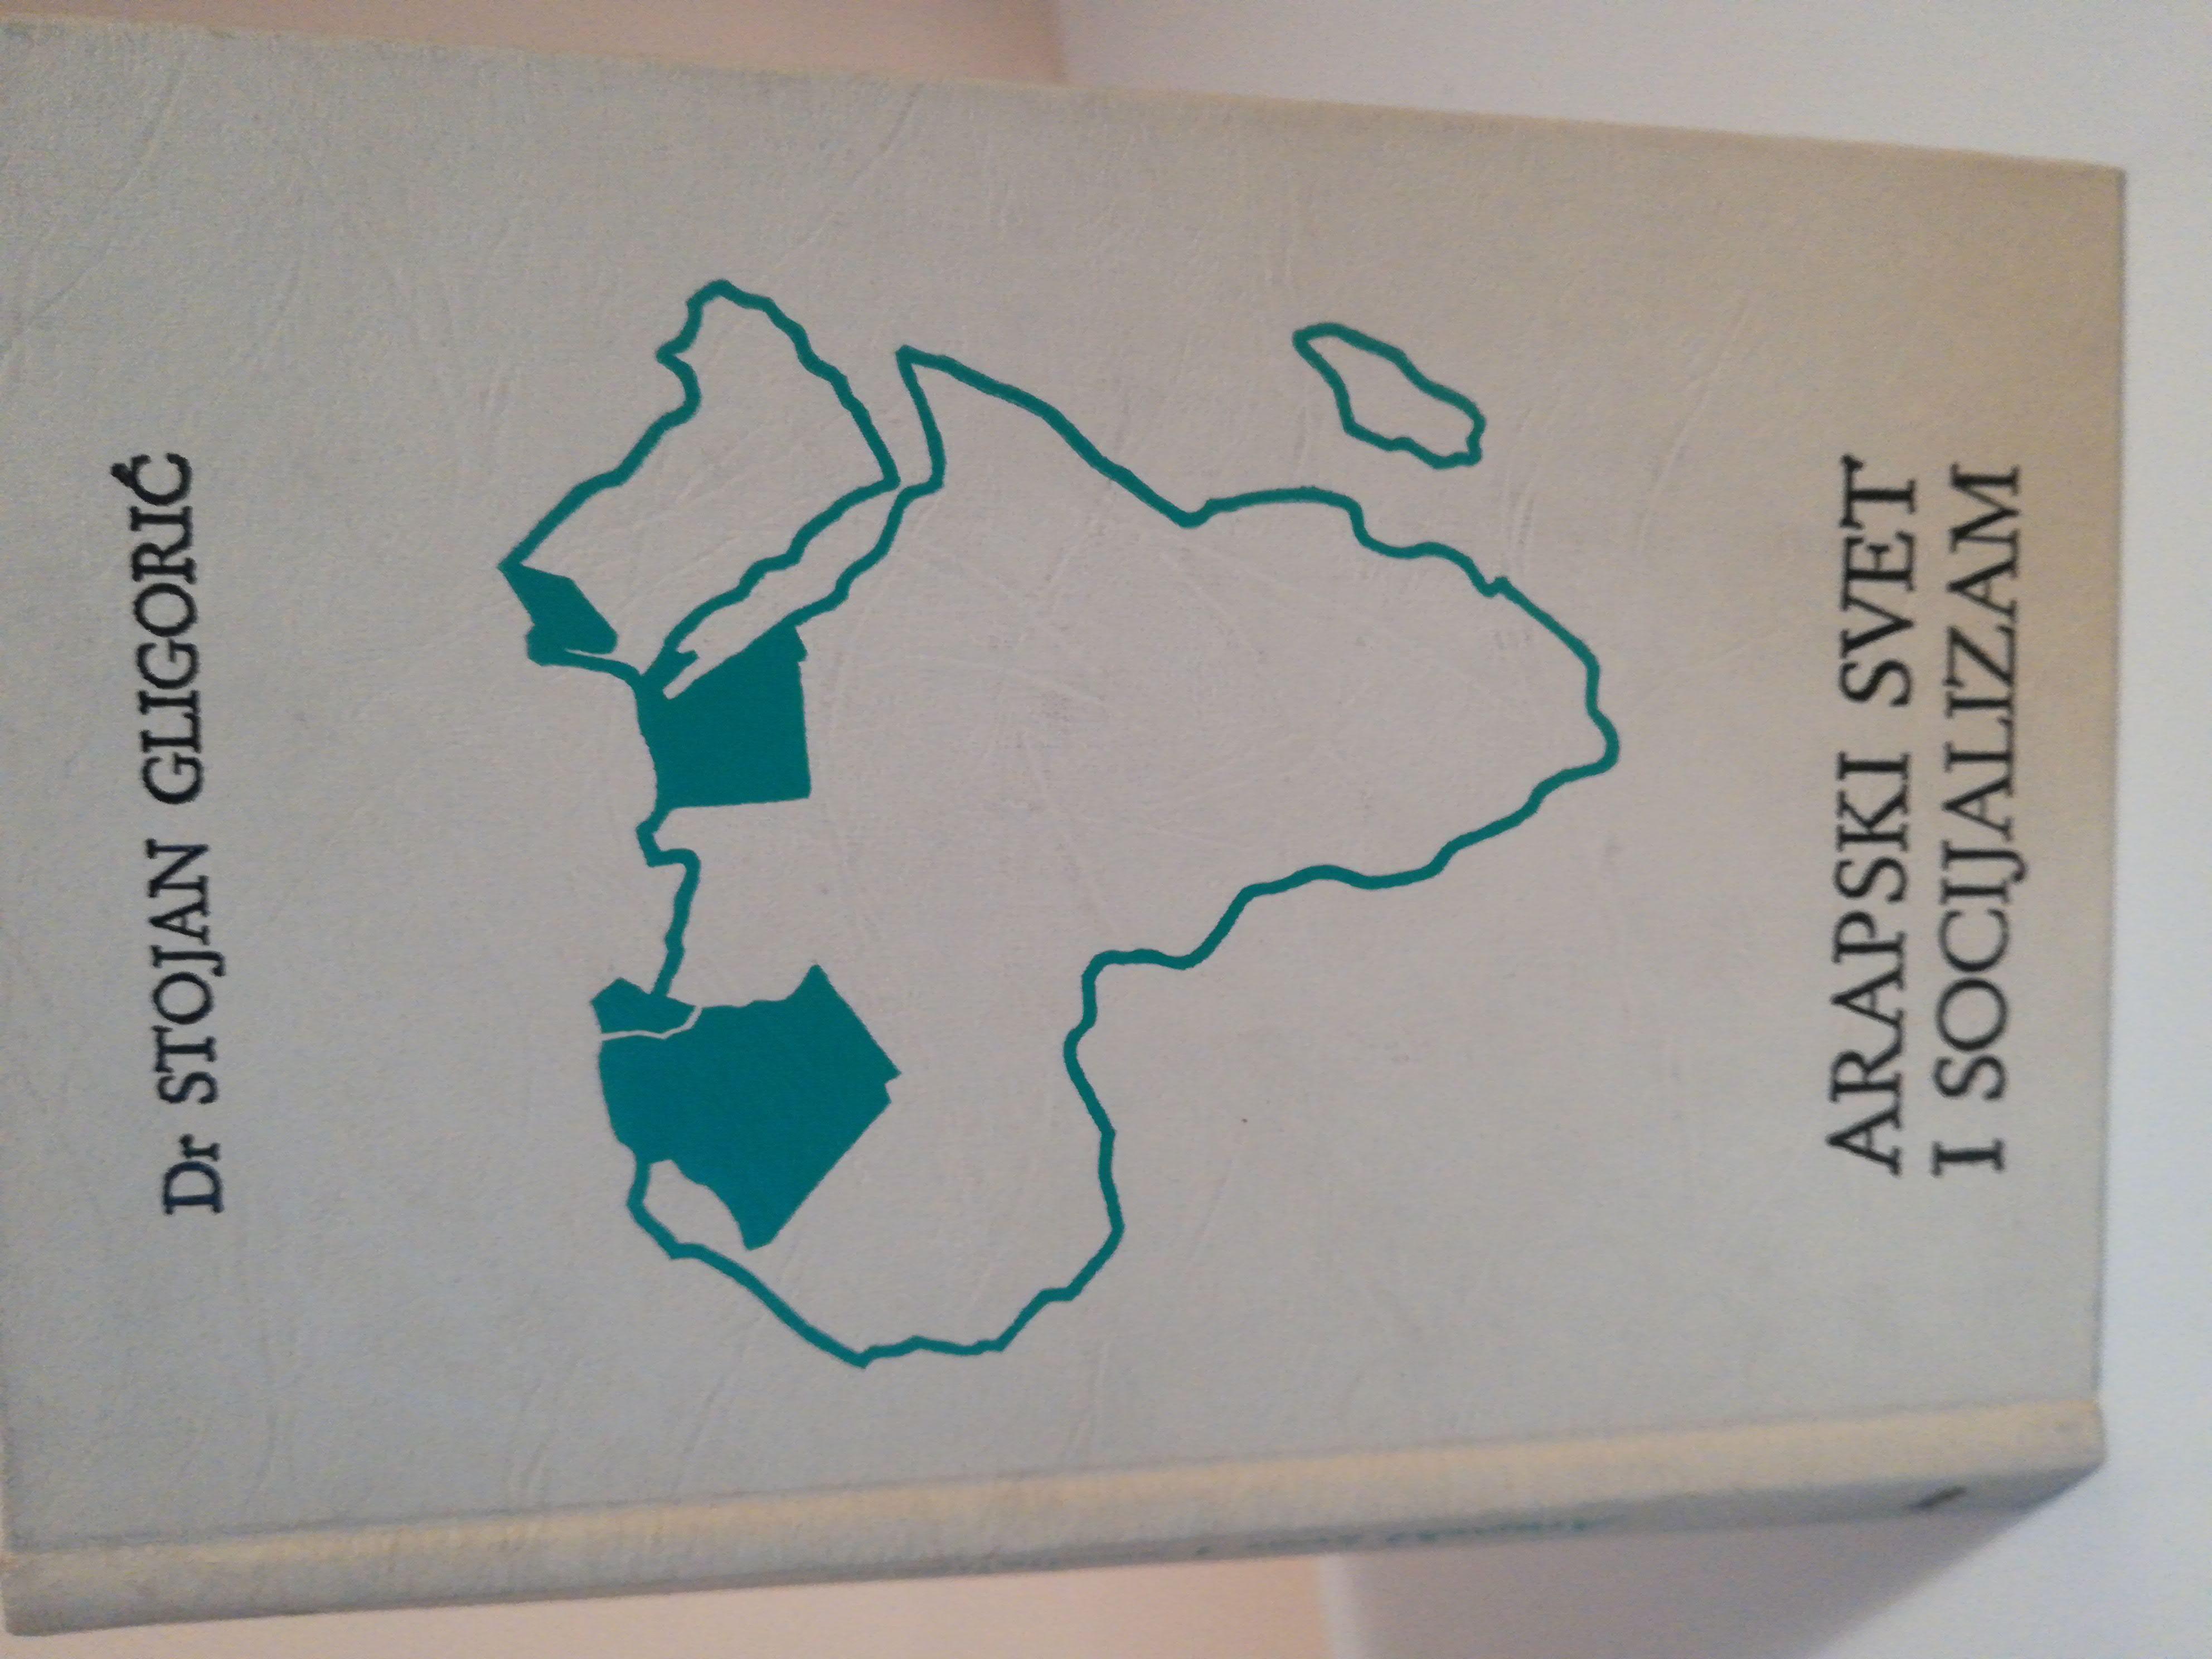 Dr STOJAN GLIGORIĆ
ARAPSKI SVET
I SOCIJALIZAM